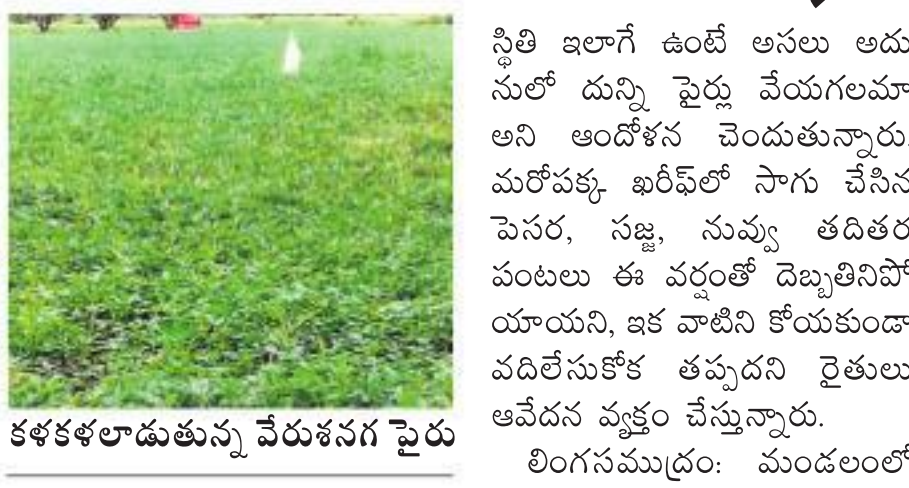 కళకళలాడుతున్న వేరుశనగ పైరు
స్థితి ఇలాగే ఉంటే అసలు అదు
నులో దున్ని పైర్లు వేయగలమా
అని ఆందోళన చెందుతున్నారు.
మరోపక్క ఖరీఫ్‌లో సాగు చేసిన
పెసర, సజ్జ, నువ్వు తదితర
పంటలు ఈ వర్షంతో దెబ్బతినిపో
యాయని, ఇక వాటిని కోయకుండా
వదిలేసుకోక తప్పదని రైతులు
ఆవేదన వ్యక్తం చేస్తున్నారు.
లింగసముద్రం: మండలంలో